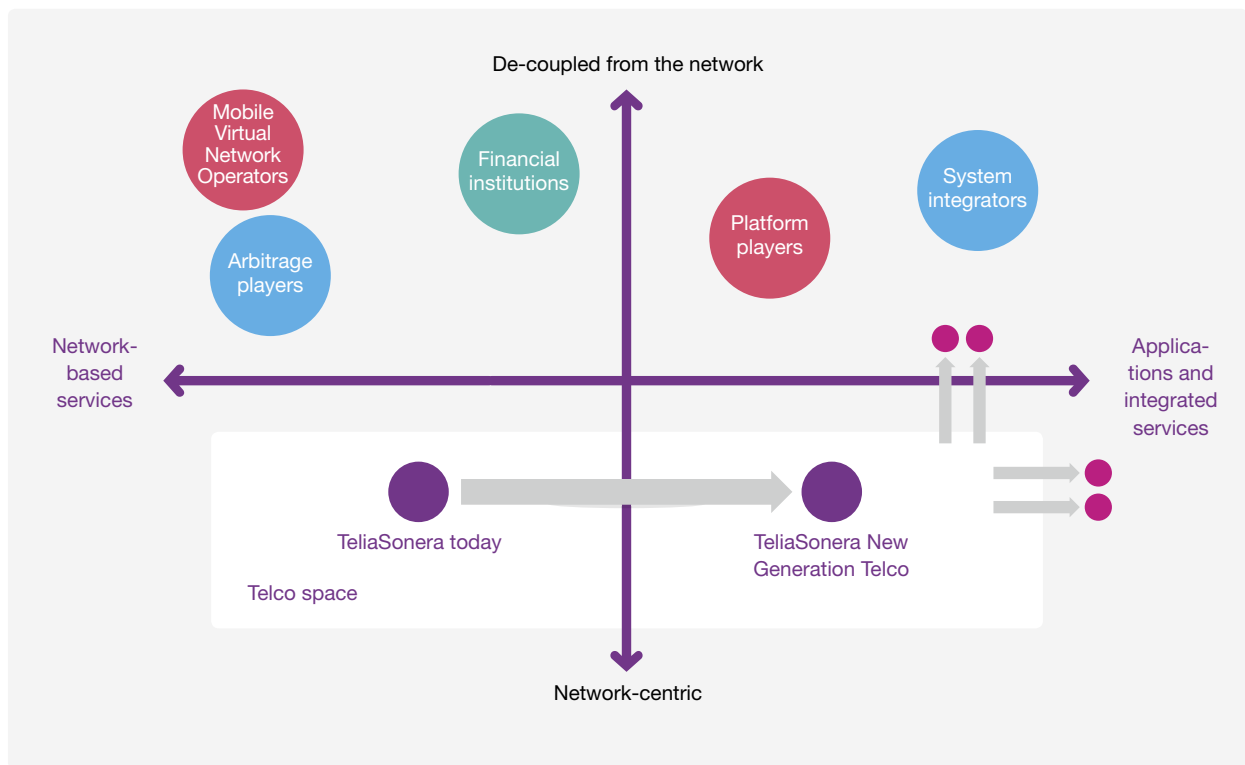 De-coupled from the network
Mobile
Virtual
Network
Operators
Financial
institutions
System
integrators
Platform
players
Arbitrage
players
Network-
based
services
Applica-
tions and
integrated
services
TeliaSonera today
TeliaSonera New
Generation Telco
Telco space
Network-centric